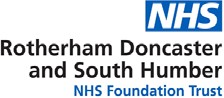 NHS
Rotherham Doncaster
and South Humber
NHS Foundation Trust